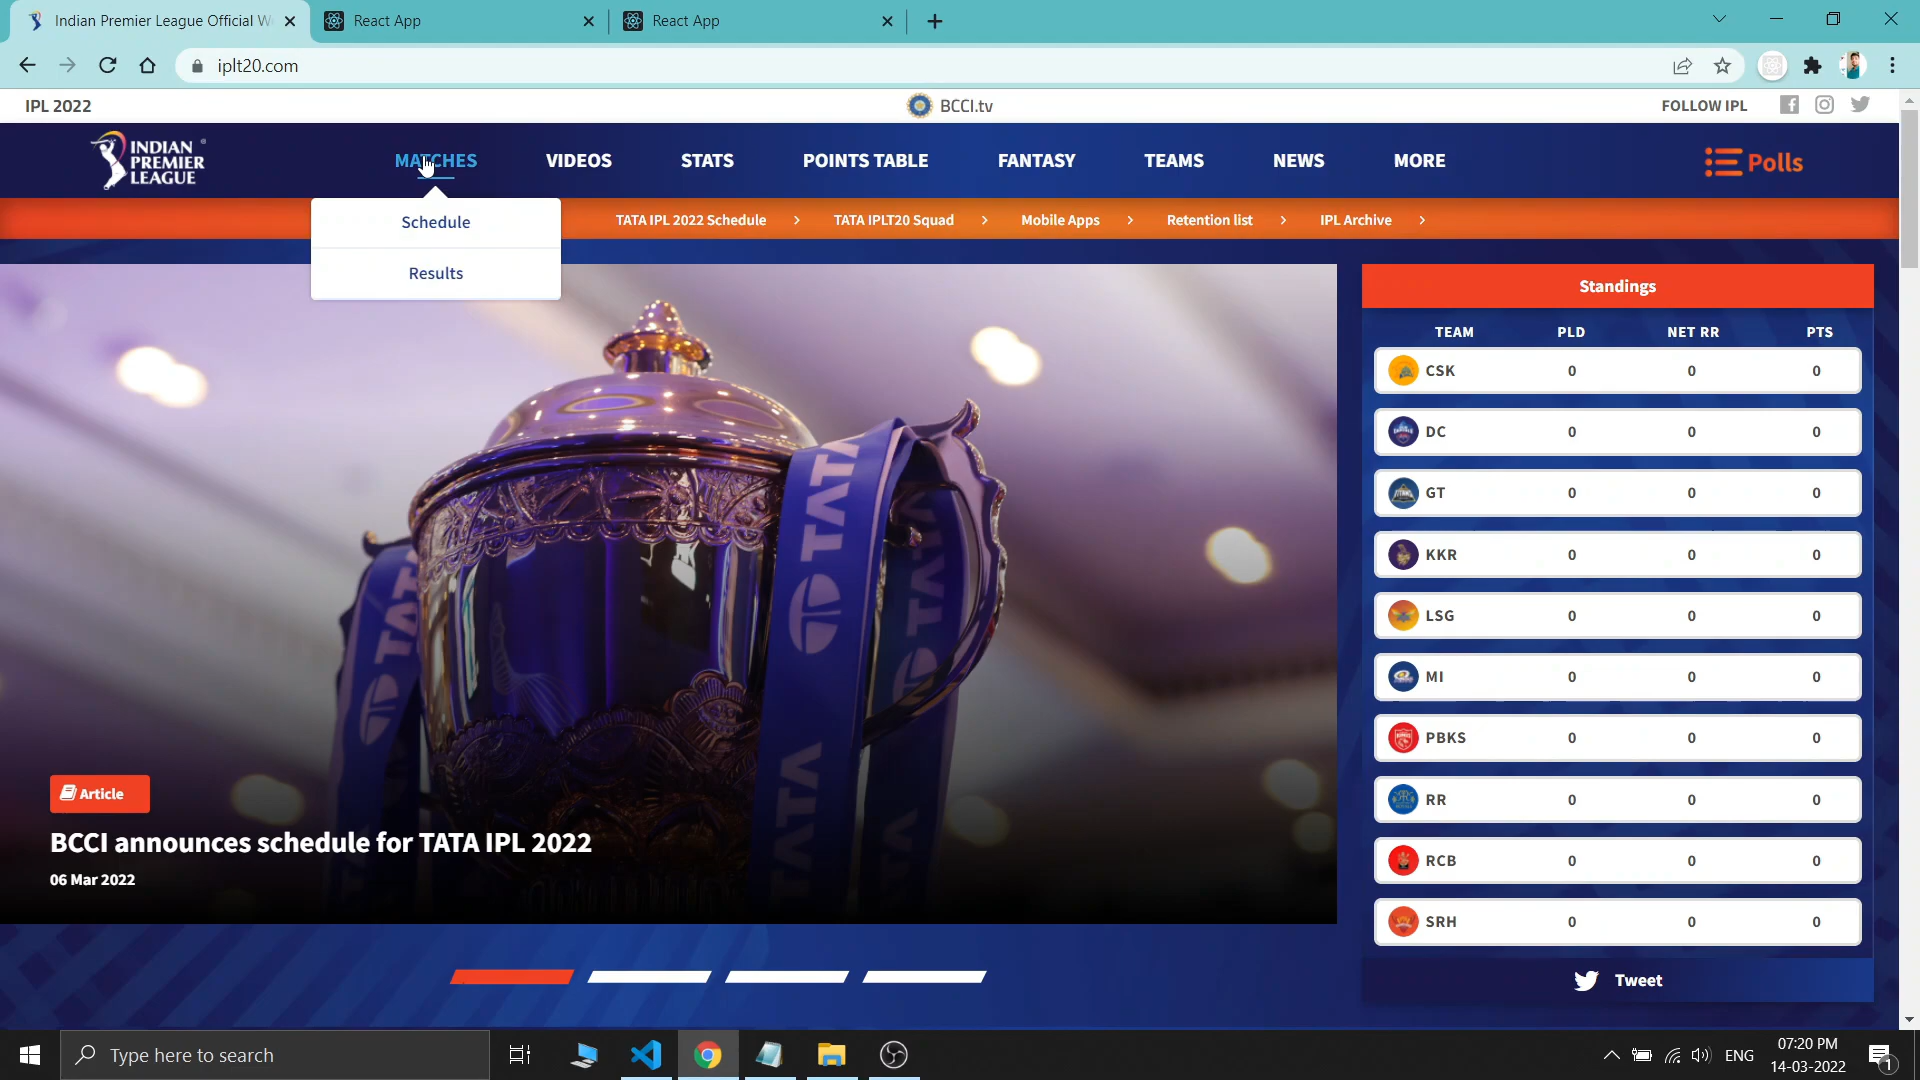 Indian Premier League Official W
React App
React App
iplt20.com
IPL 2022
BCCI.tv
FOLLOW IPL
INDIAN
PREMIER
LEAGUE
MATCHES
VIDEOS
STATS
POINTS TABLE
FANTASY
TEAMS
NEWS
MORE
Polls
Schedule
Results
TATA IPL 2022 Schedule
TATA IPLT20 Squad
Mobile Apps
Retention list
IPL Archive
TATA
TATA
TATA
TATA
Article
BCCI announces schedule for TATA IPL 2022
06 Mar 2022
Standings
TEAM PLD NET RR PTS
CSK 0 0 0
DC 0 0 0
GT 0 0 0
KKR 0 0 0
LSG 0 0 0
MI 0 0 0
PBKS 0 0 0
RR 0 0 0
RCB 0 0 0
SRH 0 0 0
Tweet
Type here to search
ENG
07:20 PM
14-03-2022
1